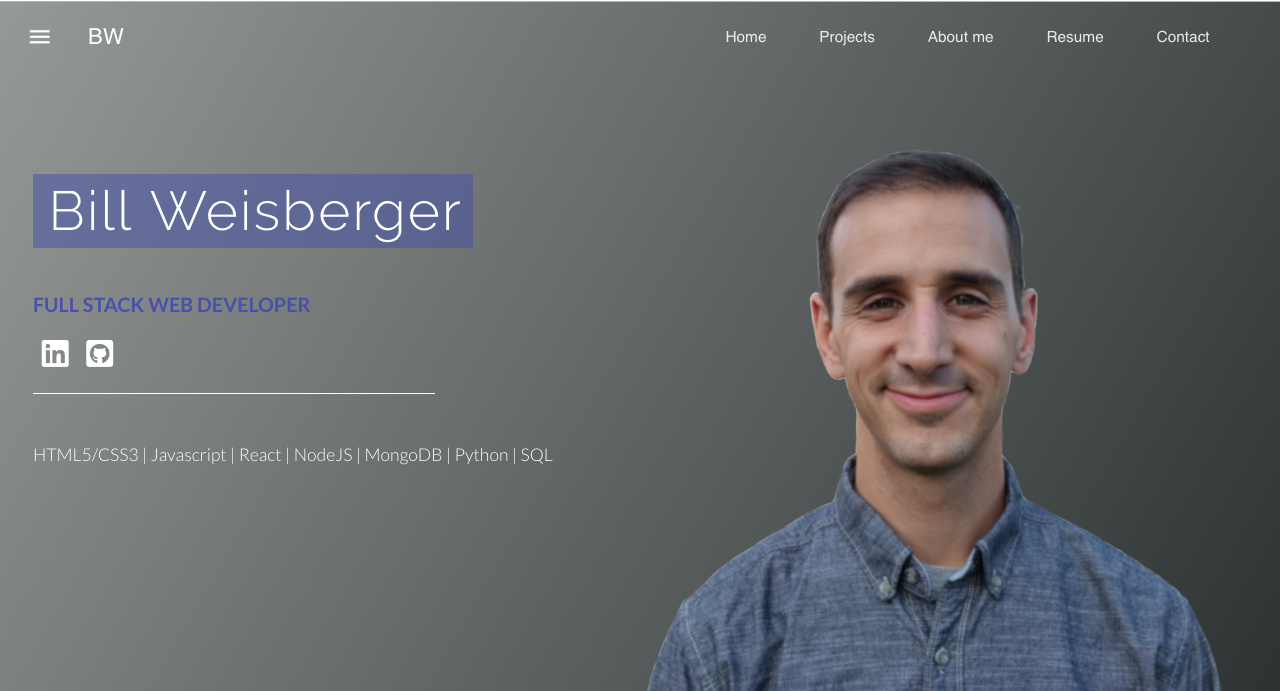 BW
Home Projects About me Resume Contact
Bill Weisberger
FULL STACK WEB DEVELOPER
in
HTML5/CSS3 | Javascript | React | NodeJS | MongoDB | Python | SQL